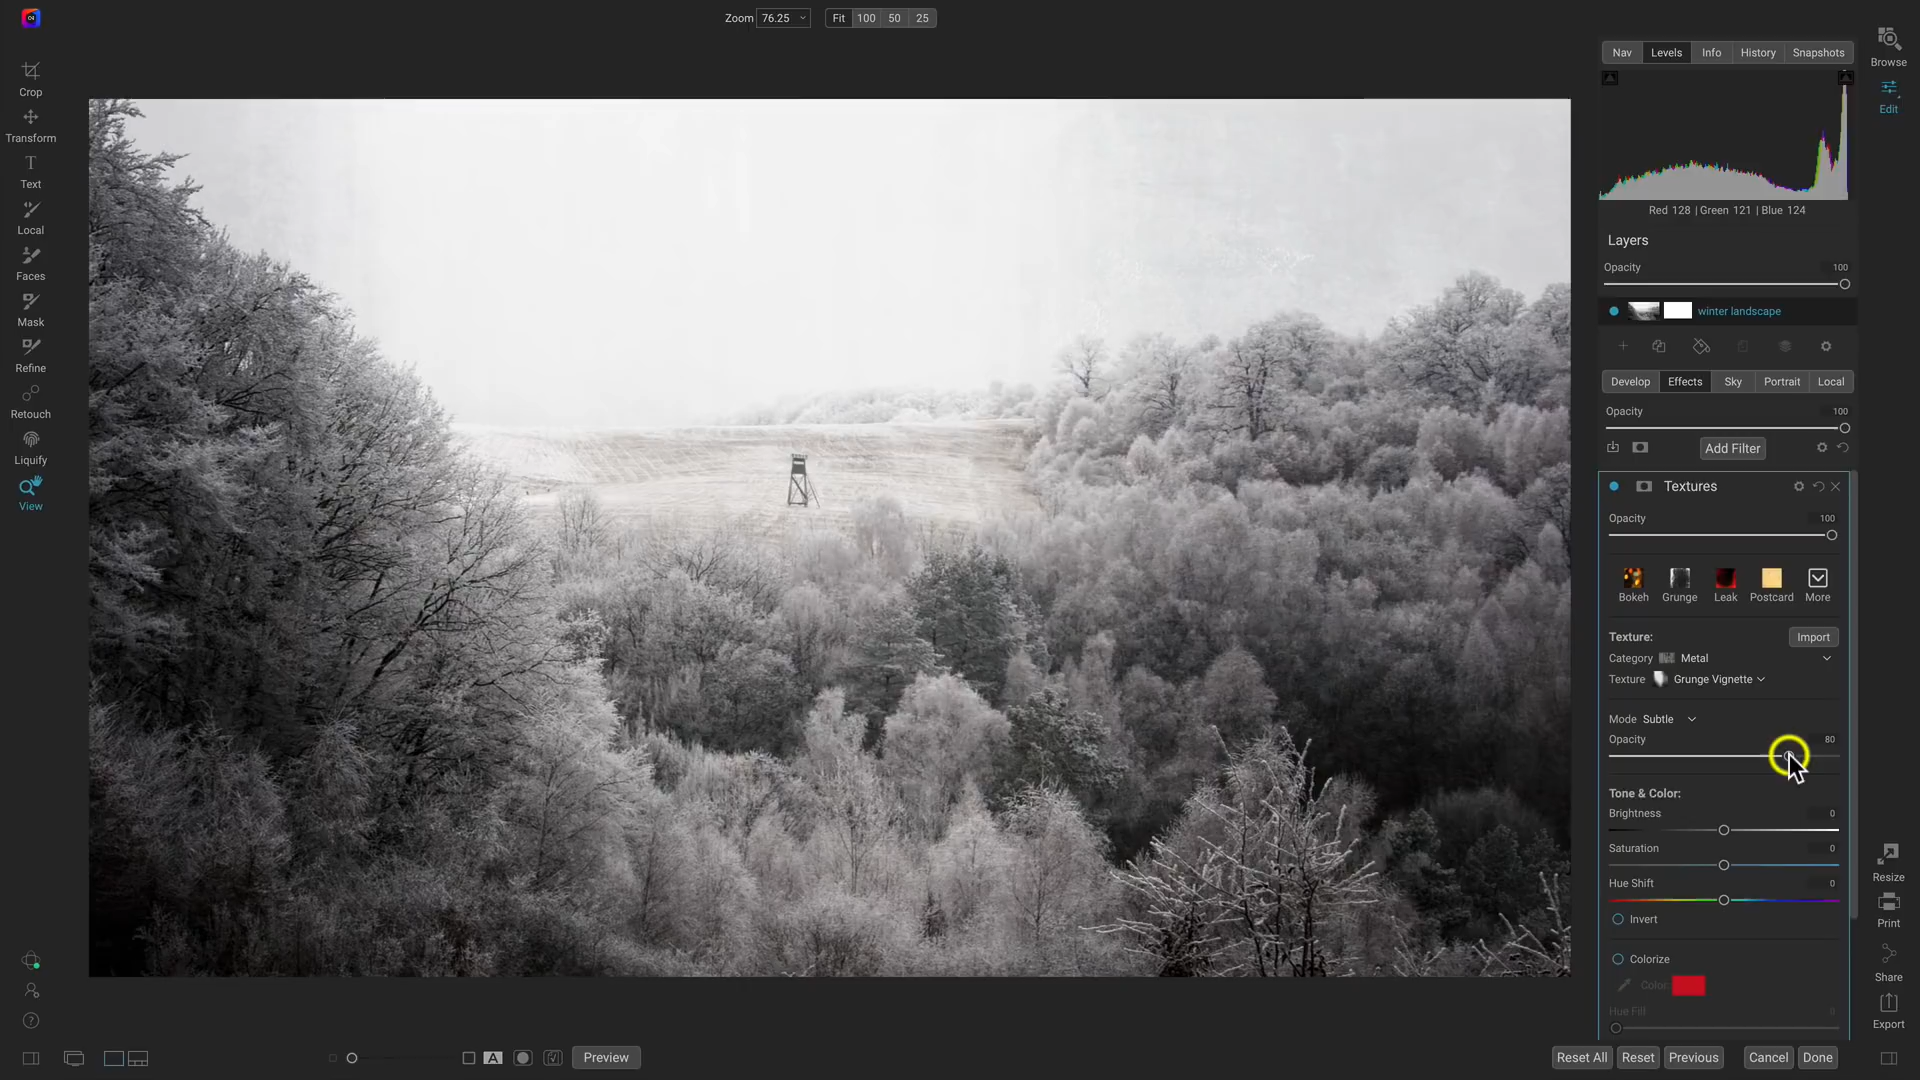 Zoom 76.25 Fit 100 50 25
Nav Levels Info History Snapshots
Browse
Edit
Crop
Transform
Text
Local
Faces
Mask
Refine
Retouch
Liquify
View
Red 128 | Green 121 | Blue 124
Layers
Opacity 100
winter landscape
Develop Effects Sky Portrait Local
Opacity 100
Add Filter
Textures
Opacity 100
Bokeh Grunge Leak Postcard More
Texture: Import
Category Metal
Texture Grunge Vignette
Mode Subtle
Opacity 80
Tone & Color:
Brightness 0
Saturation 0
Hue Shift 0
Invert
Colorize
Color:
Hue Fill 0
Resize
Print
Share
Export
A Preview
Reset All Reset Previous Cancel Done